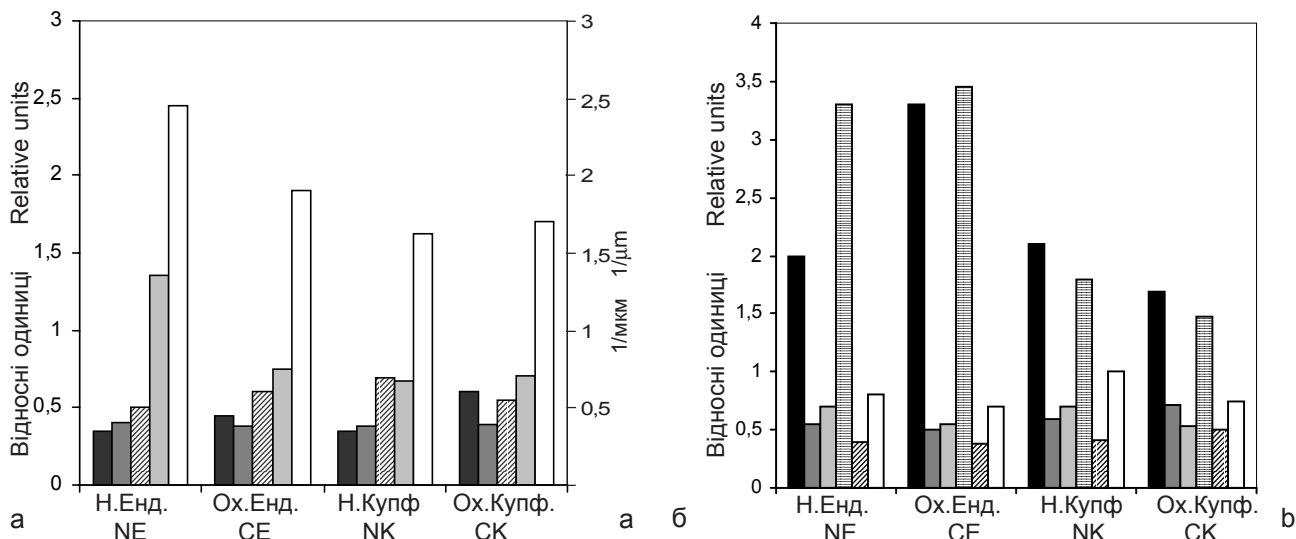 3
2,5
2
1,5
1
0,5
0
Відносні одиниці Relative units
3
2,5
2
1,5
1
0,5
1/мкм 1/μm
Н.Енд. Ох.Енд. Н.Купф Ох.Купф.
NE CE NK CK
а a
4
3,5
3
2,5
2
1,5
1
0,5
0
Відносні одиниці Relative units
Н.Енд. Ох.Енд. Н.Купф Ох.Купф.
NE CE NK CK
б b